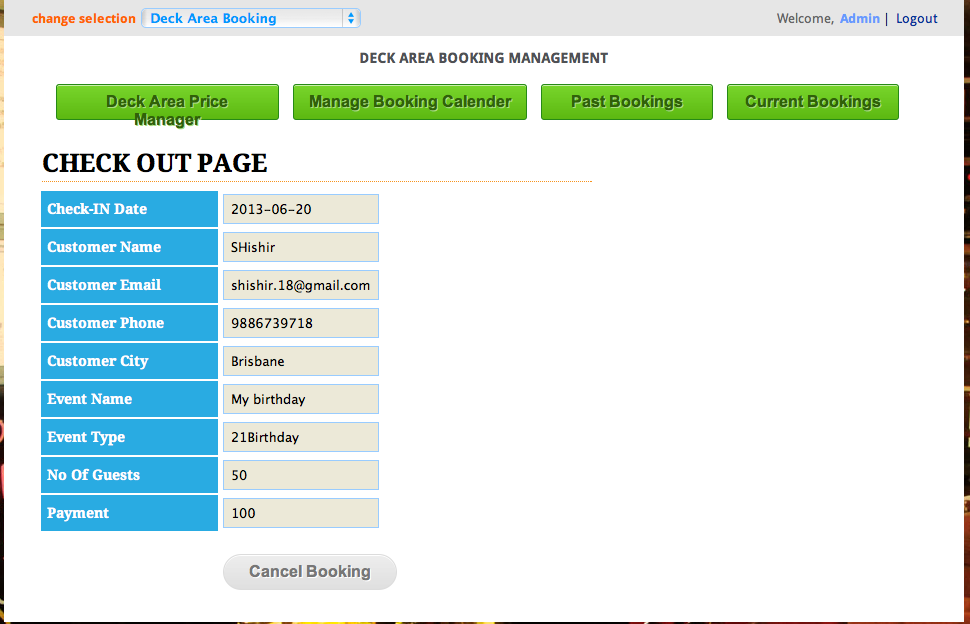 change selection Deck Area Booking Welcome, Admin | Logout
DECK AREA BOOKING MANAGEMENT
Deck Area Price
Manager
Manage Booking Calender
Past Bookings
Current Bookings
CHECK OUT PAGE
Check-IN Date 2013-06-20
Customer Name SHishir
Customer Email shishir.18@gmail.com
Customer Phone 9886739718
Customer City Brisbane
Event Name My birthday
Event Type 21Birthday
No Of Guests 50
Payment 100
Cancel Booking